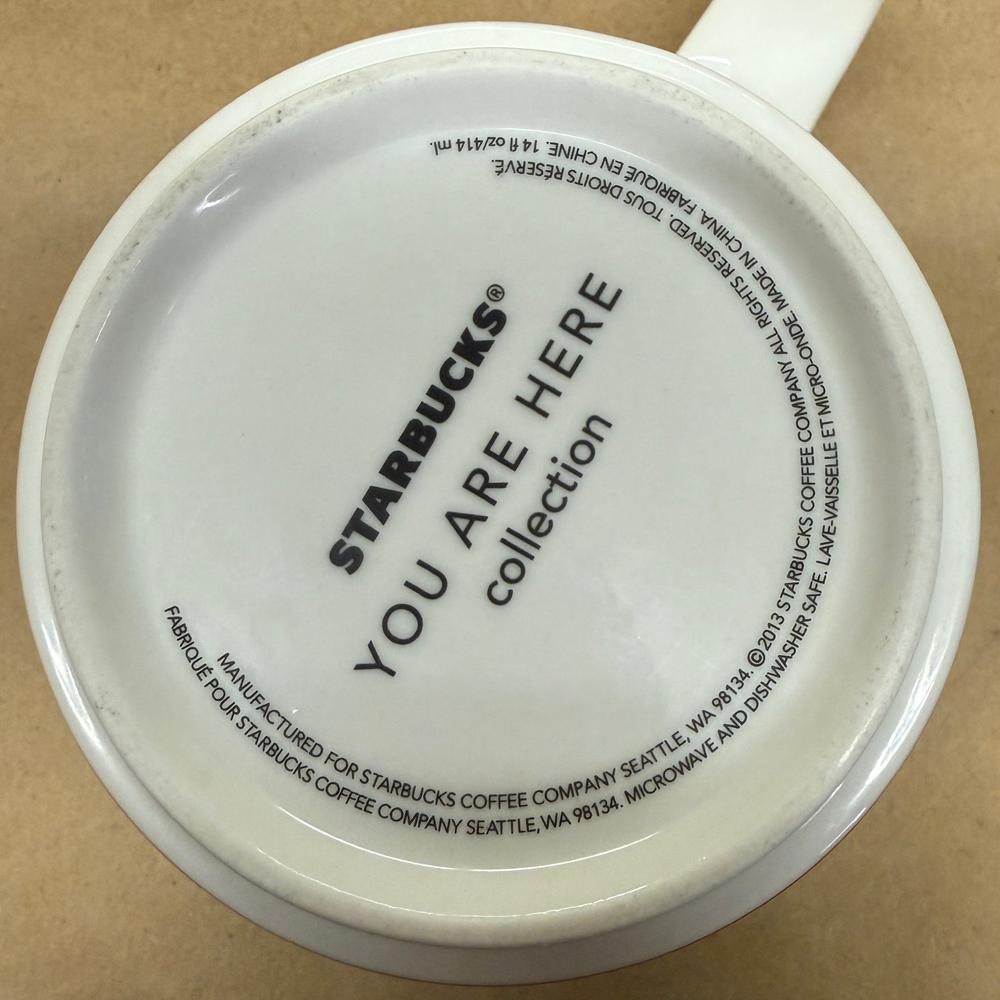 STARBUCKS®
YOU ARE HERE
collection
MANUFACTURED FOR STARBUCKS COFFEE COMPANY SEATTLE, WA 98134. ©2013 STARBUCKS COFFEE COMPANY ALL RIGHTS RESERVED. TOUS DROITS RÉSERVÉ.
FABRIQUÉ POUR STARBUCKS COFFEE COMPANY SEATTLE, WA 98134. MICROWAVE AND DISHWASHER SAFE. LAVE-VAISSELLE ET MICRO-ONDE. MADE IN CHINA. FABRIQUÉ EN CHINE. 14 fl oz/414 ml.